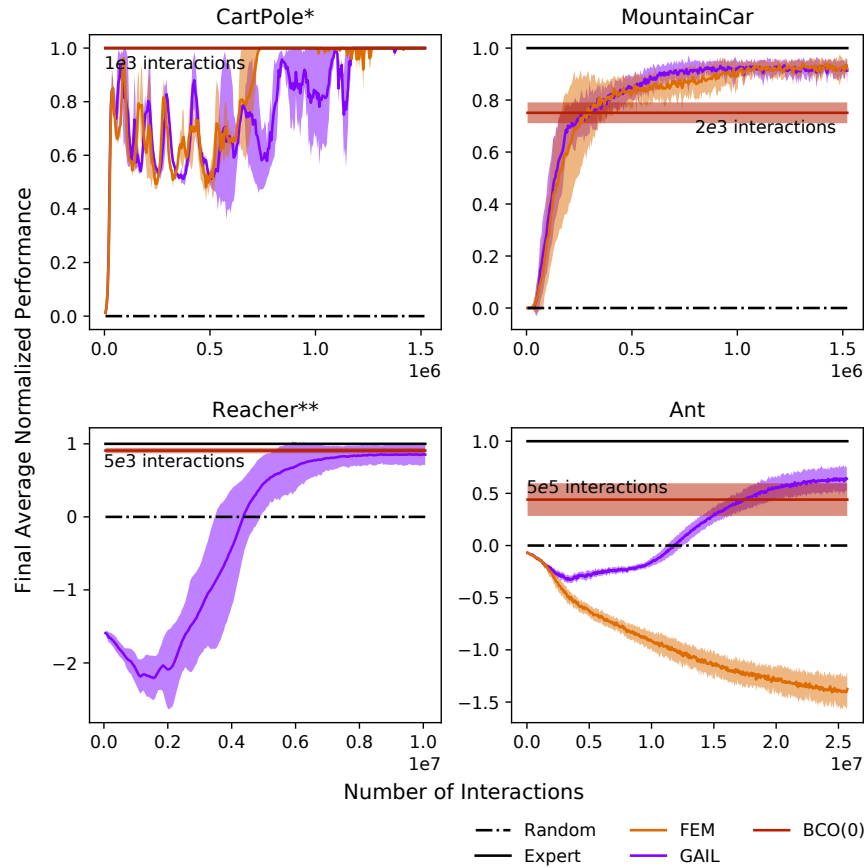 CartPole*
MountainCar
1e3 interactions
2e3 interactions
1.0
0.8
0.6
0.4
0.2
0.0
0.0
0.5
1.0
1.5
1e6
1.0
0.8
0.6
0.4
0.2
0.0
0.0
0.5
1.0
1.5
1e6
Final Average Normalized Performance
Reacher**
Ant
5e3 interactions
5e5 interactions
1
0
−1
−2
0.0
0.2
0.4
0.6
0.8
1.0
1e7
1.0
0.5
0.0
−0.5
−1.0
−1.5
0.0
0.5
1.0
1.5
2.0
2.5
1e7
Number of Interactions
Random
FEM
BCO(0)
Expert
GAIL